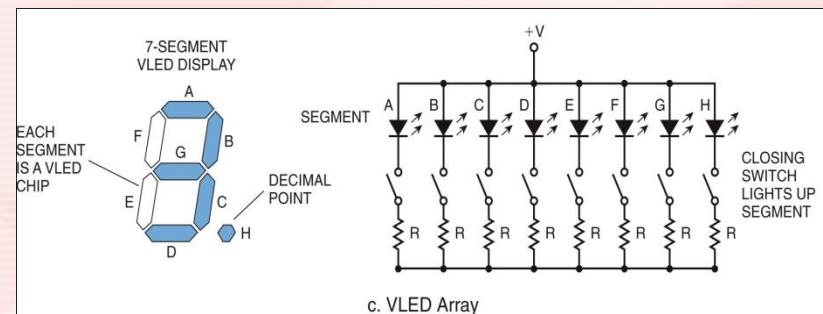 7-SEGMENT
VLED DISPLAY
A
F
B
G
EACH
SEGMENT
IS A VLED
CHIP
E
C
DECIMAL
POINT
H
D
+V
SEGMENT
A B C D E F G H
CLOSING
SWITCH
LIGHTS UP
SEGMENT
R R R R R R R R
c. VLED Array